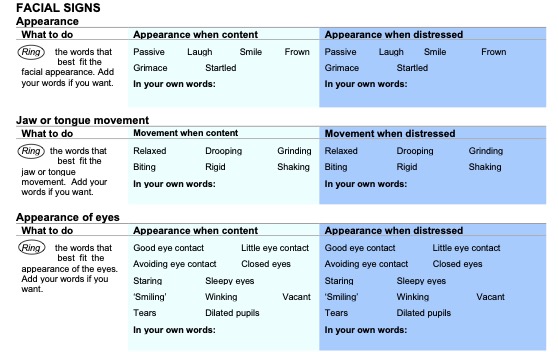 FACIAL SIGNS
Appearance
What to do Appearance when content Appearance when distressed
Ring the words that best fit the facial appearance. Add your words if you want.
Passive Laugh Smile Frown
Grimace Startled
In your own words:
Passive Laugh Smile Frown
Grimace Startled
In your own words:
Jaw or tongue movement
What to do Movement when content Movement when distressed
Ring the words that best fit the jaw or tongue movement. Add your words if you want.
Relaxed Drooping Grinding
Biting Rigid Shaking
In your own words:
Relaxed Drooping Grinding
Biting Rigid Shaking
In your own words:
Appearance of eyes
What to do Appearance when content Appearance when distressed
Ring the words that best fit the appearance of the eyes. Add your words if you want.
Good eye contact Little eye contact
Avoiding eye contact Closed eyes
Staring Sleepy eyes
'Smiling' Winking Vacant
Tears Dilated pupils
In your own words:
Good eye contact Little eye contact
Avoiding eye contact Closed eyes
Staring Sleepy eyes
'Smiling' Winking Vacant
Tears Dilated pupils
In your own words: